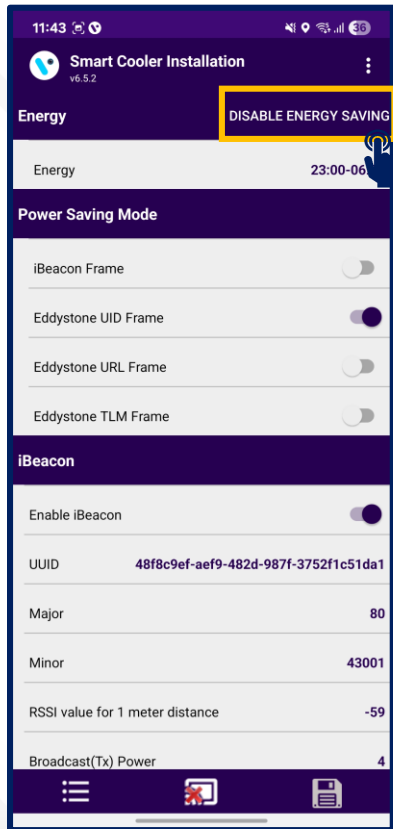 11:43 36
Smart Cooler Installation
v6.5.2
Energy DISABLE ENERGY SAVING
Energy 23:00-06
Power Saving Mode
iBeacon Frame
Eddystone UID Frame
Eddystone URL Frame
Eddystone TLM Frame
iBeacon
Enable iBeacon
UUID 48f8c9ef-aef9-482d-987f-3752f1c51da1
Major 80
Minor 43001
RSSI value for 1 meter distance -59
Broadcast(Tx) Power 4